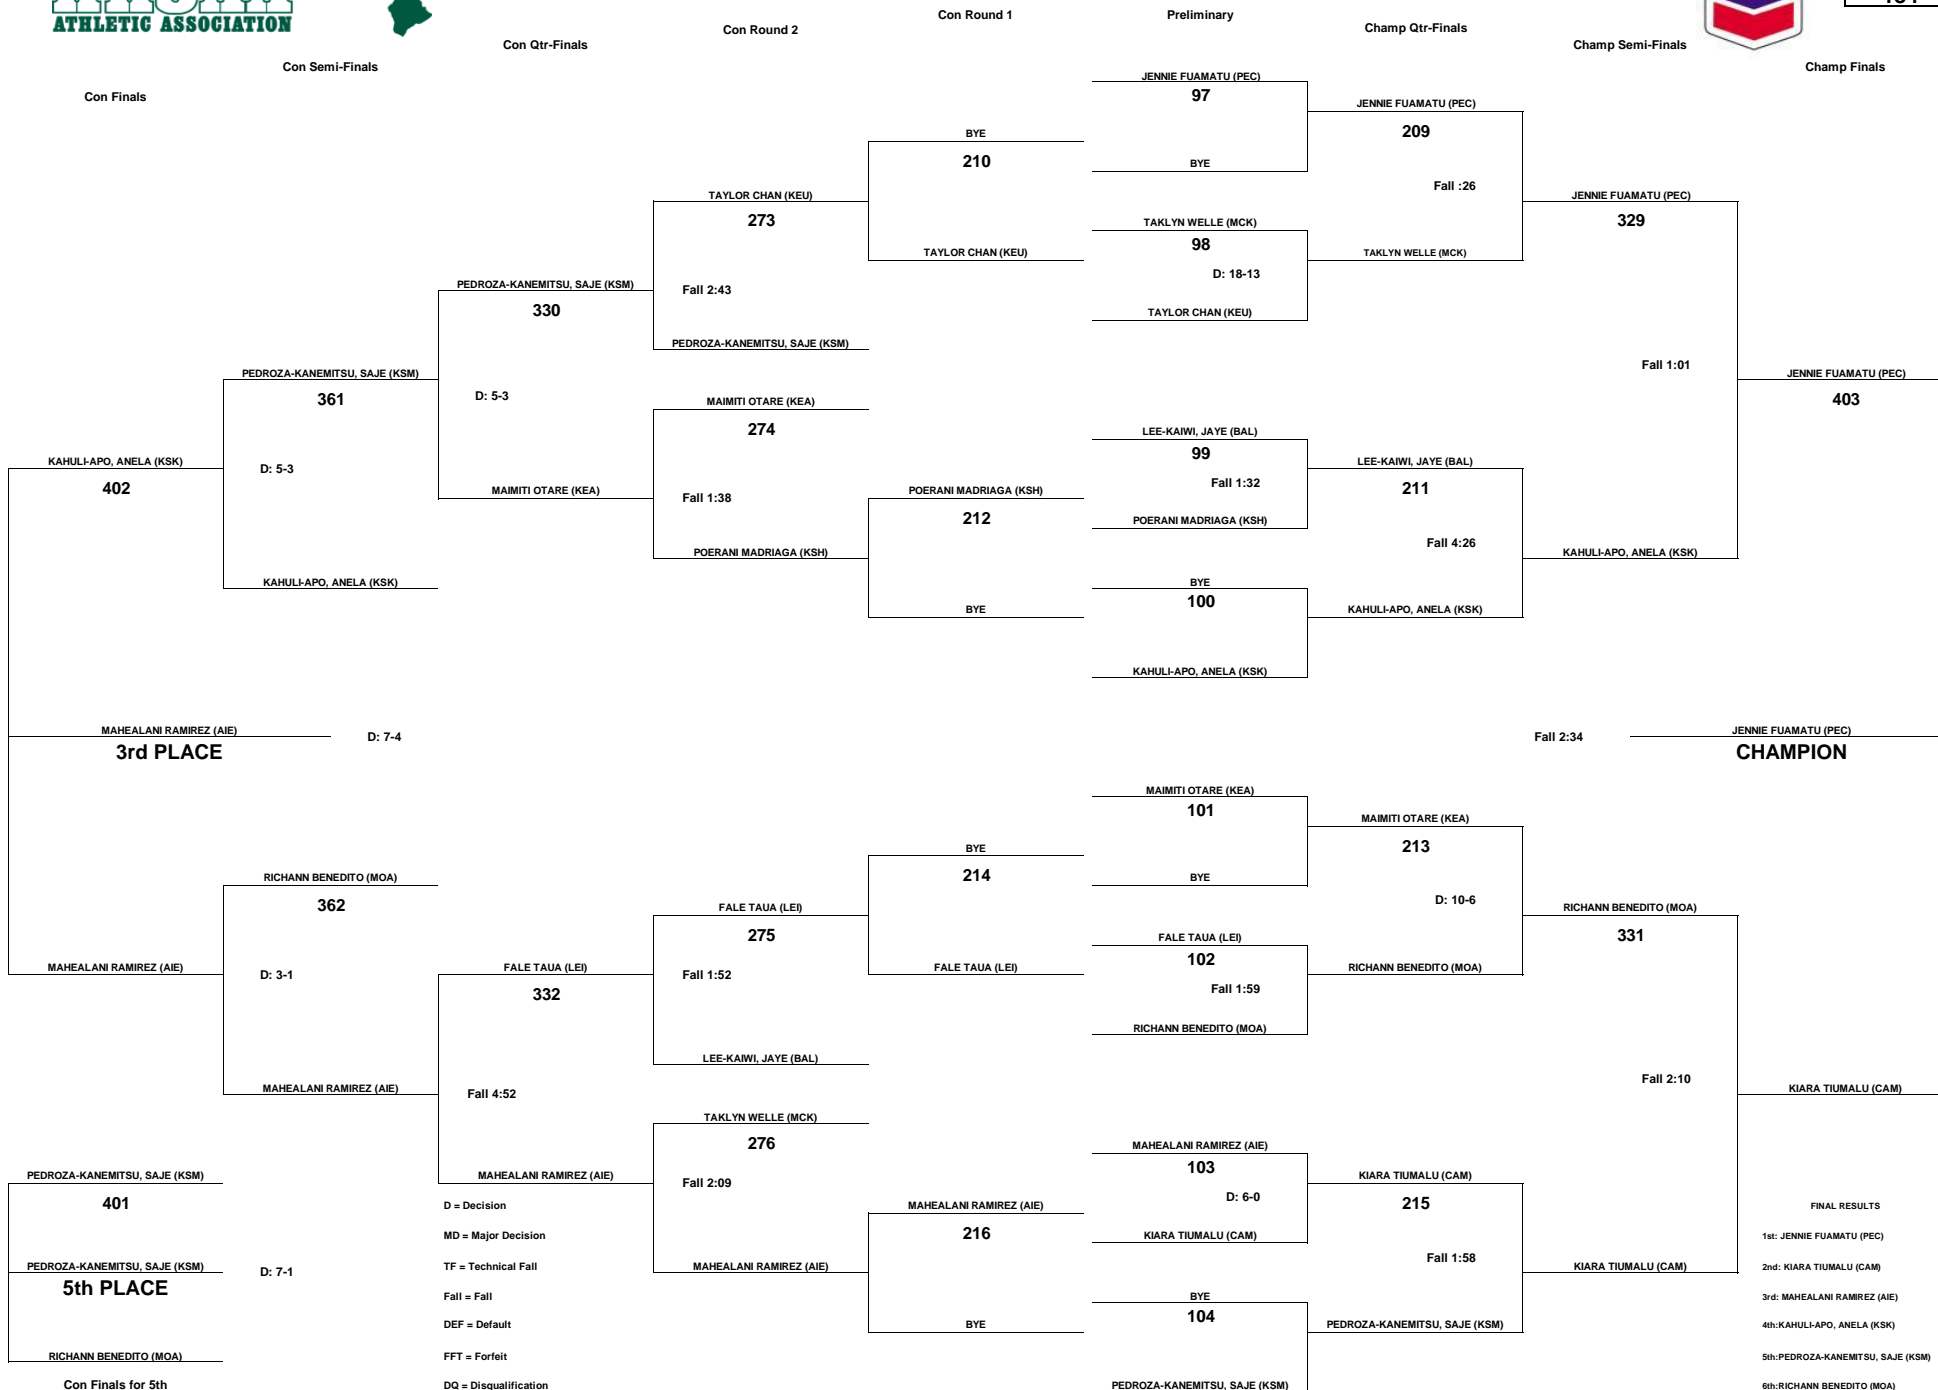 ATHLETIC ASSOCIATION
Con Finals
Con Semi-Finals
Con Qtr-Finals
Con Round 2
Con Round 1
Preliminary
Champ Qtr-Finals
Champ Semi-Finals
Champ Finals
JENNIE FUAMATU (PEC)
97
JENNIE FUAMATU (PEC)
BYE
209
210
BYE
Fall :26
TAYLOR CHAN (KEU)
JENNIE FUAMATU (PEC)
273
TAKLYN WELLE (MCK)
329
98
TAYLOR CHAN (KEU)
TAKLYN WELLE (MCK)
D: 18-13
PEDROZA-KANEMITSU, SAJE (KSM)
Fall 2:43
330
TAYLOR CHAN (KEU)
PEDROZA-KANEMITSU, SAJE (KSM)
Fall 1:01
PEDROZA-KANEMITSU, SAJE (KSM)
JENNIE FUAMATU (PEC)
361
D: 5-3
MAIMITI OTARE (KEA)
403
274
LEE-KAIWI, JAYE (BAL)
99
KAHULI-APO, ANELA (KSK)
D: 5-3
LEE-KAIWI, JAYE (BAL)
402
MAIMITI OTARE (KEA)
Fall 1:38
POERANI MADRIAGA (KSH)
Fall 1:32
211
212
POERANI MADRIAGA (KSH)
Fall 4:26
POERANI MADRIAGA (KSH)
KAHULI-APO, ANELA (KSK)
KAHULI-APO, ANELA (KSK)
BYE
100
BYE
KAHULI-APO, ANELA (KSK)
KAHULI-APO, ANELA (KSK)
MAHEALANI RAMIREZ (AIE)
D: 7-4
3rd PLACE
Fall 2:34
JENNIE FUAMATU (PEC)
CHAMPION
MAIMITI OTARE (KEA)
101
MAIMITI OTARE (KEA)
BYE
213
RICHANN BENEDITO (MOA)
214
BYE
362
FALE TAUA (LEI)
D: 10-6
RICHANN BENEDITO (MOA)
275
FALE TAUA (LEI)
331
102
MAHEALANI RAMIREZ (AIE)
D: 3-1
FALE TAUA (LEI)
Fall 1:52
FALE TAUA (LEI)
RICHANN BENEDITO (MOA)
332
Fall 1:59
RICHANN BENEDITO (MOA)
LEE-KAIWI, JAYE (BAL)
Fall 2:10
MAHEALANI RAMIREZ (AIE)
Fall 4:52
KIARA TIUMALU (CAM)
TAKLYN WELLE (MCK)
276
MAHEALANI RAMIREZ (AIE)
103
PEDROZA-KANEMITSU, SAJE (KSM)
MAHEALANI RAMIREZ (AIE)
Fall 2:09
KIARA TIUMALU (CAM)
401
D = Decision
MAHEALANI RAMIREZ (AIE)
D: 6-0
215
FINAL RESULTS
MD = Major Decision
216
KIARA TIUMALU (CAM)
1st: JENNIE FUAMATU (PEC)
Fall 1:58
PEDROZA-KANEMITSU, SAJE (KSM)
D: 7-1
TF = Technical Fall
MAHEALANI RAMIREZ (AIE)
KIARA TIUMALU (CAM)
2nd: KIARA TIUMALU (CAM)
5th PLACE
Fall = Fall
BYE
3rd: MAHEALANI RAMIREZ (AIE)
104
DEF = Default
BYE
PEDROZA-KANEMITSU, SAJE (KSM)
4th:KAHULI-APO, ANELA (KSK)
RICHANN BENEDITO (MOA)
FFT = Forfeit
5th:PEDROZA-KANEMITSU, SAJE (KSM)
Con Finals for 5th
DQ = Disqualification
PEDROZA-KANEMITSU, SAJE (KSM)
6th:RICHANN BENEDITO (MOA)